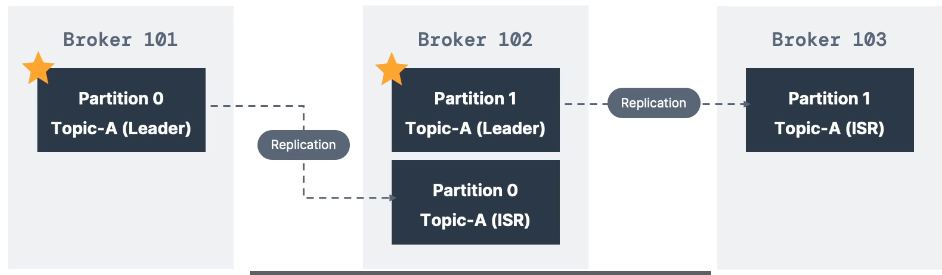 Broker 101
Partition 0
Topic-A (Leader)
Replication
Broker 102
Partition 1
Topic-A (Leader)
Partition 0
Topic-A (ISR)
Replication
Broker 103
Partition 1
Topic-A (ISR)